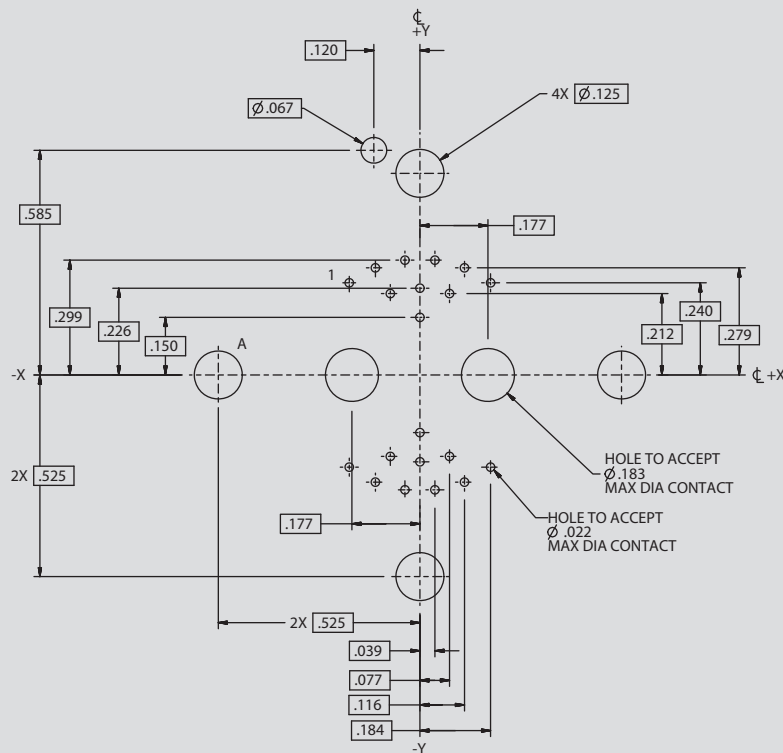 ℄
+Y
.120
Ø.067
4X Ø.125
.585
.177
1
.299
.226
.150
.240
.212
.279
A
-X
℄ +X
2X .525
HOLE TO ACCEPT
Ø.183
MAX DIA CONTACT
.177
HOLE TO ACCEPT
Ø .022
MAX DIA CONTACT
2X .525
.039
.077
.116
.184
-Y